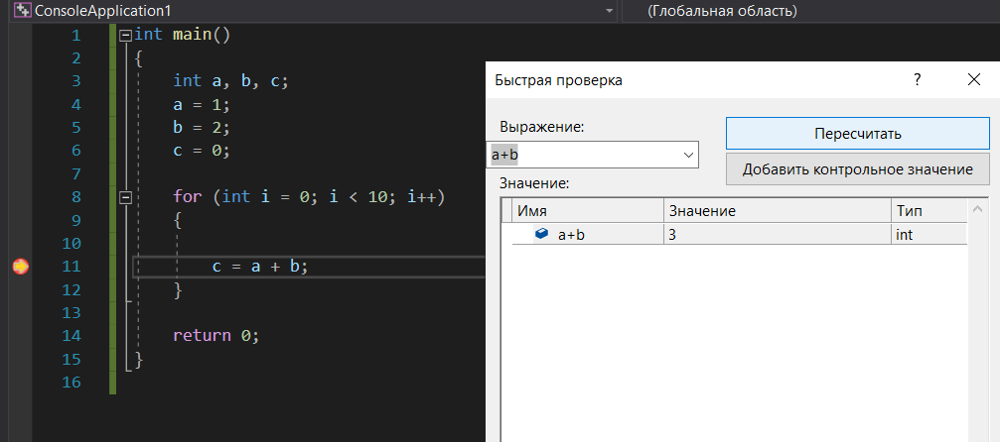 ConsoleApplication1 (Глобальная область)
1 int main()
2 {
3 int a, b, c;
4 a = 1;
5 b = 2;
6 c = 0;
7
8 for (int i = 0; i < 10; i++)
9 {
10
11 c = a + b;
12 }
13
14 return 0;
15 }
16
Быстрая проверка ?
Выражение:
Пересчитать
a+b
Добавить контрольное значение
Значение:
Имя Значение Тип
a+b 3 int